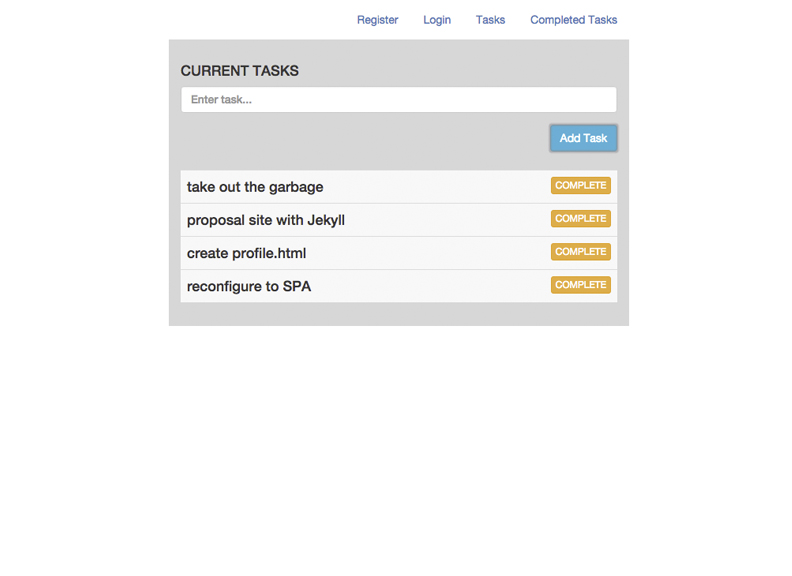 Register Login Tasks Completed Tasks
CURRENT TASKS
Enter task...
Add Task
take out the garbage COMPLETE
proposal site with Jekyll COMPLETE
create profile.html COMPLETE
reconfigure to SPA COMPLETE